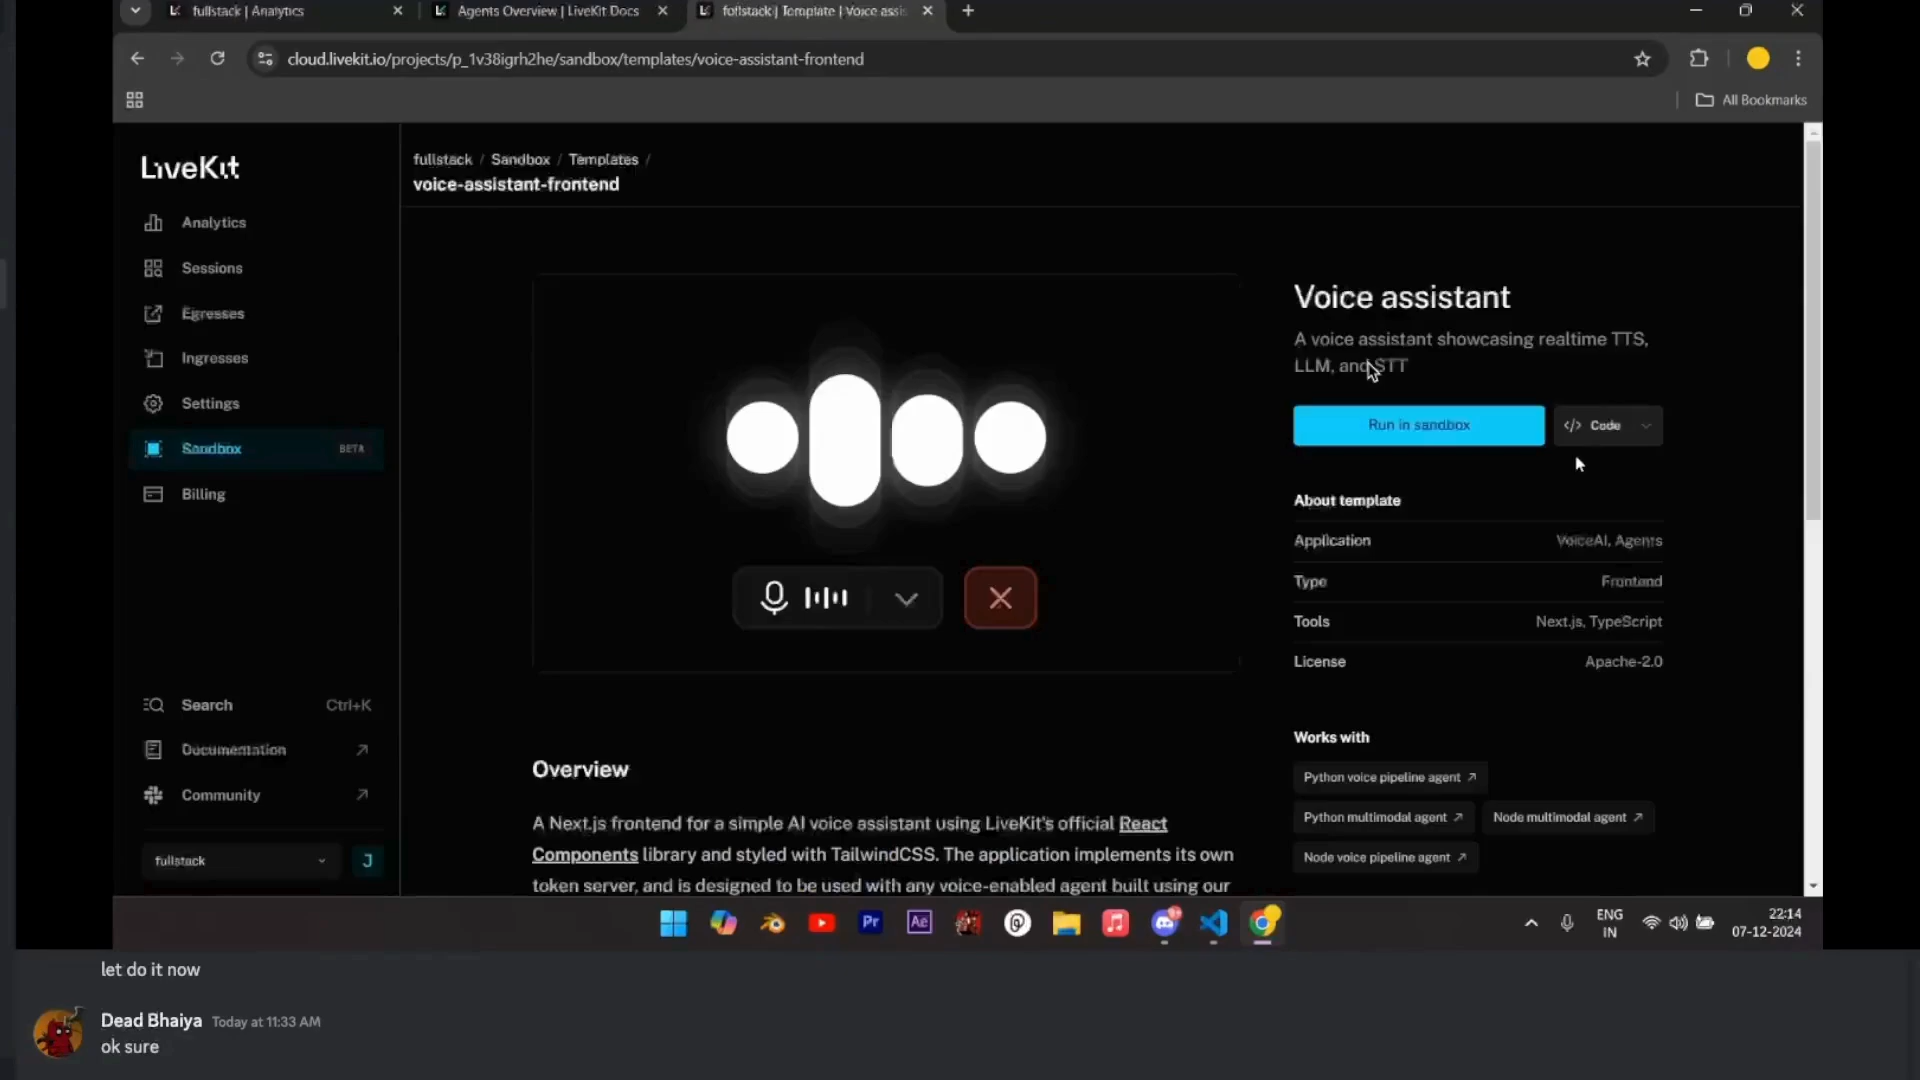 fullstack | Analytics
Agents Overview | LiveKit Docs
fullstack | Template | Voice assis
cloud.livekit.io/projects/p_1v38igrh2he/sandbox/templates/voice-assistant-frontend
All Bookmarks
LiveKit
Analytics
Sessions
Egresses
Ingresses
Settings
Sandbox BETA
Billing
Search Ctrl+K
Documentation
Community
fullstack J
fullstack / Sandbox / Templates /
voice-assistant-frontend
Voice assistant
A voice assistant showcasing realtime TTS,
LLM, and STT
Run in sandbox
</> Code
About template
Application VoiceAI, Agents
Type Frontend
Tools Next.js, TypeScript
License Apache-2.0
Works with
Python voice pipeline agent
Python multimodal agent Node multimodal agent
Node voice pipeline agent
Overview
A Next.js frontend for a simple AI voice assistant using LiveKit's official React
Components library and styled with TailwindCSS. The application implements its own
token server, and is designed to be used with any voice-enabled agent built using our
Pr
Ae
ENG
IN
22:14
07-12-2024
let do it now
Dead Bhaiya Today at 11:33 AM
ok sure